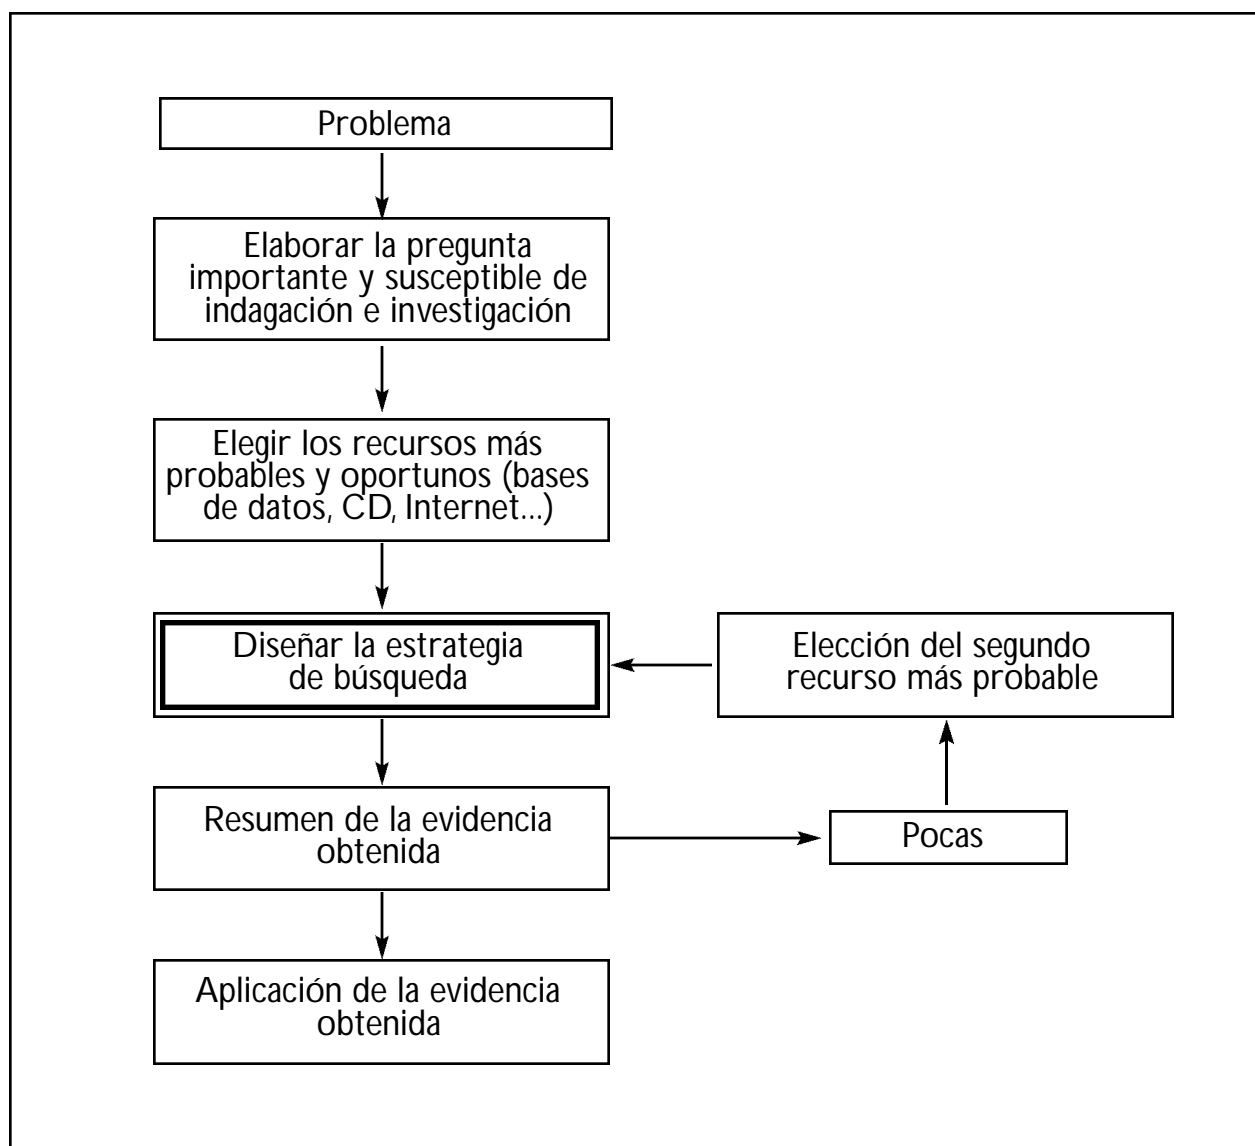 Problema
Elaborar la pregunta
importante y susceptible de
indagación e investigación
Elegir los recursos más
probables y oportunos (bases
de datos, CD, Internet...)
Diseñar la estrategia
de búsqueda
Elección del segundo
recurso más probable
Resumen de la evidencia
obtenida
Pocas
Aplicación de la evidencia
obtenida